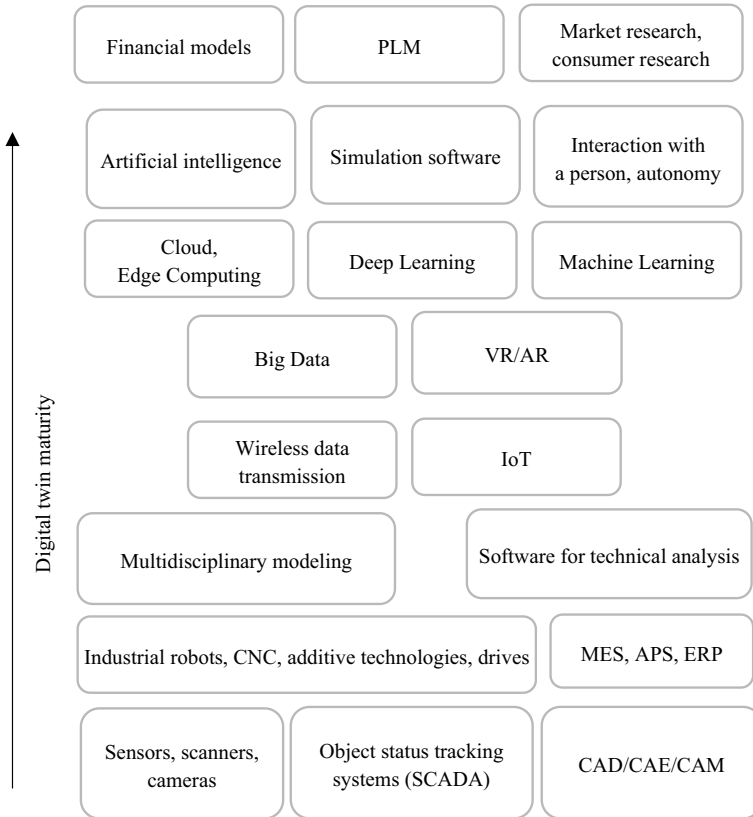 Financial models
PLM
Market research,
consumer research
Artificial intelligence
Simulation software
Interaction with
a person, autonomy
Cloud,
Edge Computing
Deep Learning
Machine Learning
Big Data
VR/AR
Wireless data
transmission
IoT
Digital twin maturity
Multidisciplinary modeling
Software for technical analysis
Industrial robots, CNC, additive technologies, drives
MES, APS, ERP
Sensors, scanners,
cameras
Object status tracking
systems (SCADA)
CAD/CAE/CAM